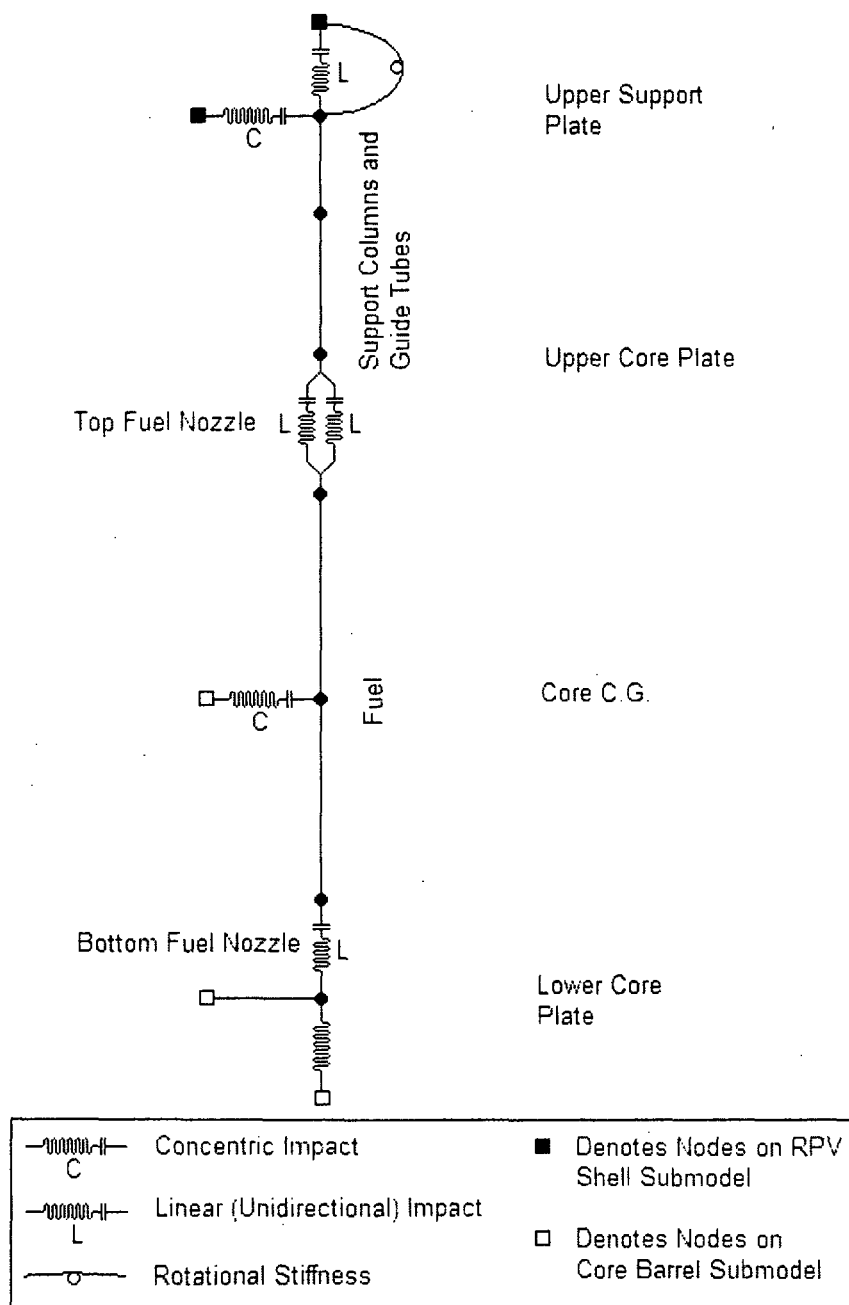 L
C
Upper Support
Plate
Support Columns and
Guide Tubes
Upper Core Plate
Top Fuel Nozzle
L
L
C
Fuel
Core C.G.
Bottom Fuel Nozzle
L
Lower Core
Plate
C
Concentric Impact
L
Linear (Unidirectional) Impact
Rotational Stiffness
Denotes Nodes on RPV
Shell Submodel
Denotes Nodes on
Core Barrel Submodel